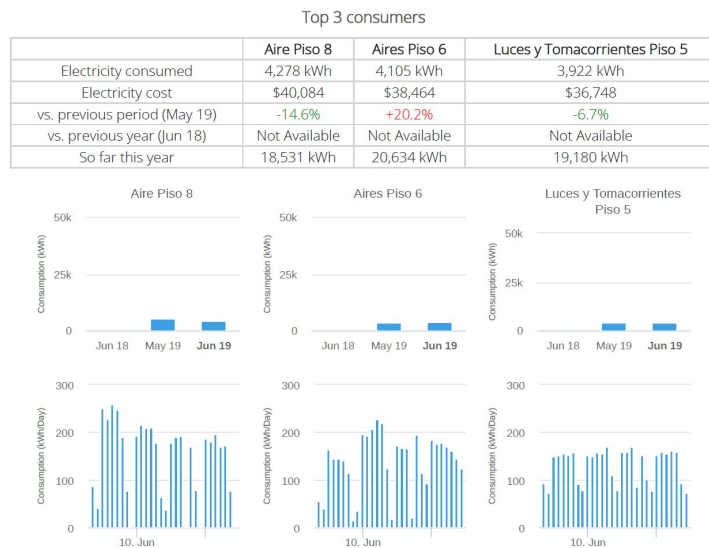 Top 3 consumers
Aire Piso 8 Aires Piso 6 Luces y Tomacorrientes Piso 5
Electricity consumed 4,278 kWh 4,105 kWh 3,922 kWh
Electricity cost $40,084 $38,464 $36,748
vs. previous period (May 19) -14.6% +20.2% -6.7%
vs. previous year (Jun 18) Not Available Not Available Not Available
So far this year 18,531 kWh 20,634 kWh 19,180 kWh
Aire Piso 8
Consumption (kWh)
50k
25k
0
Jun 18 May 19 Jun 19
Aires Piso 6
Consumption (kWh)
50k
25k
0
Jun 18 May 19 Jun 19
Luces y Tomacorrientes
Piso 5
Consumption (kWh)
50k
25k
0
Jun 18 May 19 Jun 19
Consumption (kWh/Day)
300
200
100
0
10. Jun
Consumption (kWh/Day)
300
200
100
0
10. Jun
Consumption (kWh/Day)
300
200
100
0
10. Jun